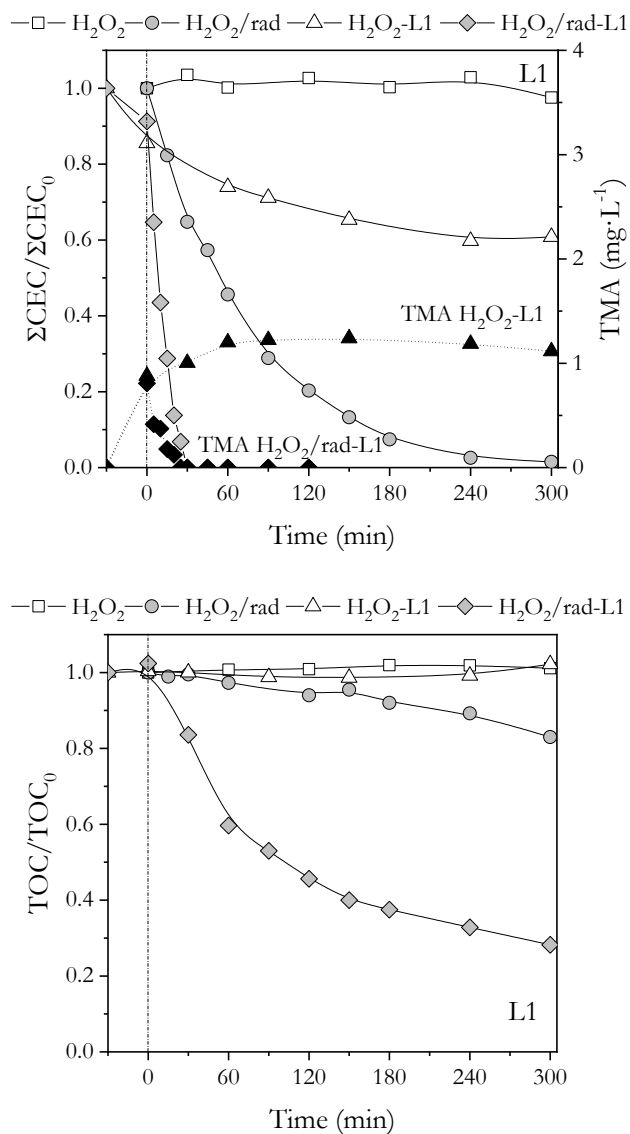 H₂O₂ H₂O₂/rad H₂O₂-L1 H₂O₂/rad-L1
L1
ΣCEC/ΣCEC₀
1.0
0.8
0.6
0.4
0.2
0.0
TMA H₂O₂-L1
TMA H₂O₂/rad-L1
4
3
2
1
0
TMA (mg·L⁻¹)
0 60 120 180 240 300
Time (min)
H₂O₂ H₂O₂/rad H₂O₂-L1 H₂O₂/rad-L1
TOC/TOC₀
1.0
0.8
0.6
0.4
0.2
0.0
L1
0 60 120 180 240 300
Time (min)